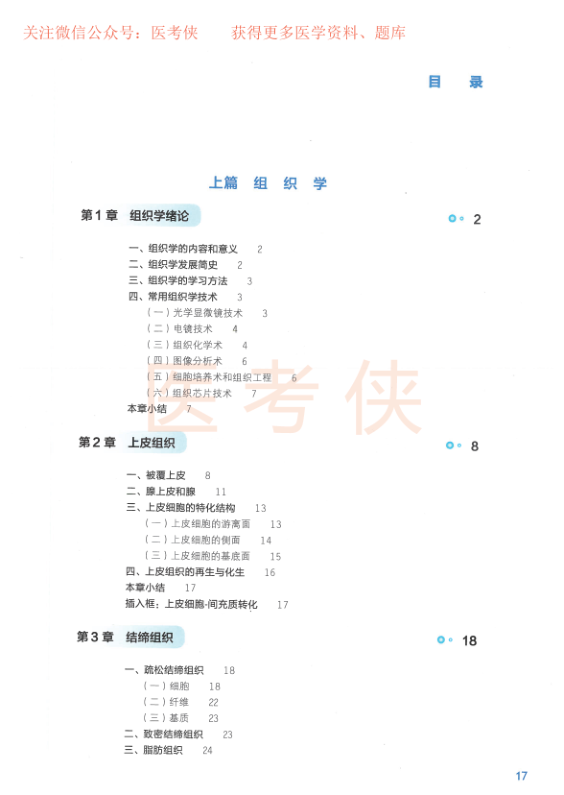 关注微信公众号：医考侠 获得更多医学资料、题库
目 录
上篇 组 织 学
第1章 组织学绪论 2
一、组织学的内容和意义 2
二、组织学发展简史 2
三、组织学的学习方法 3
四、常用组织学技术 3
（一）光学显微镜技术 3
（二）电镜技术 4
（三）组织化学术 4
（四）图像分析术 6
（五）细胞培养术和组织工程 6
（六）组织芯片技术 7
本章小结 7
医考侠
第2章 上皮组织 8
一、被覆上皮 8
二、腺上皮和腺 11
三、上皮细胞的特化结构 13
（一）上皮细胞的游离面 13
（二）上皮细胞的侧面 14
（三）上皮细胞的基底面 15
四、上皮组织的再生与化生 16
本章小结 17
插入框：上皮细胞-间充质转化 17
第3章 结缔组织 18
一、疏松结缔组织 18
（一）细胞 18
（二）纤维 22
（三）基质 23
二、致密结缔组织 23
三、脂肪组织 24
17